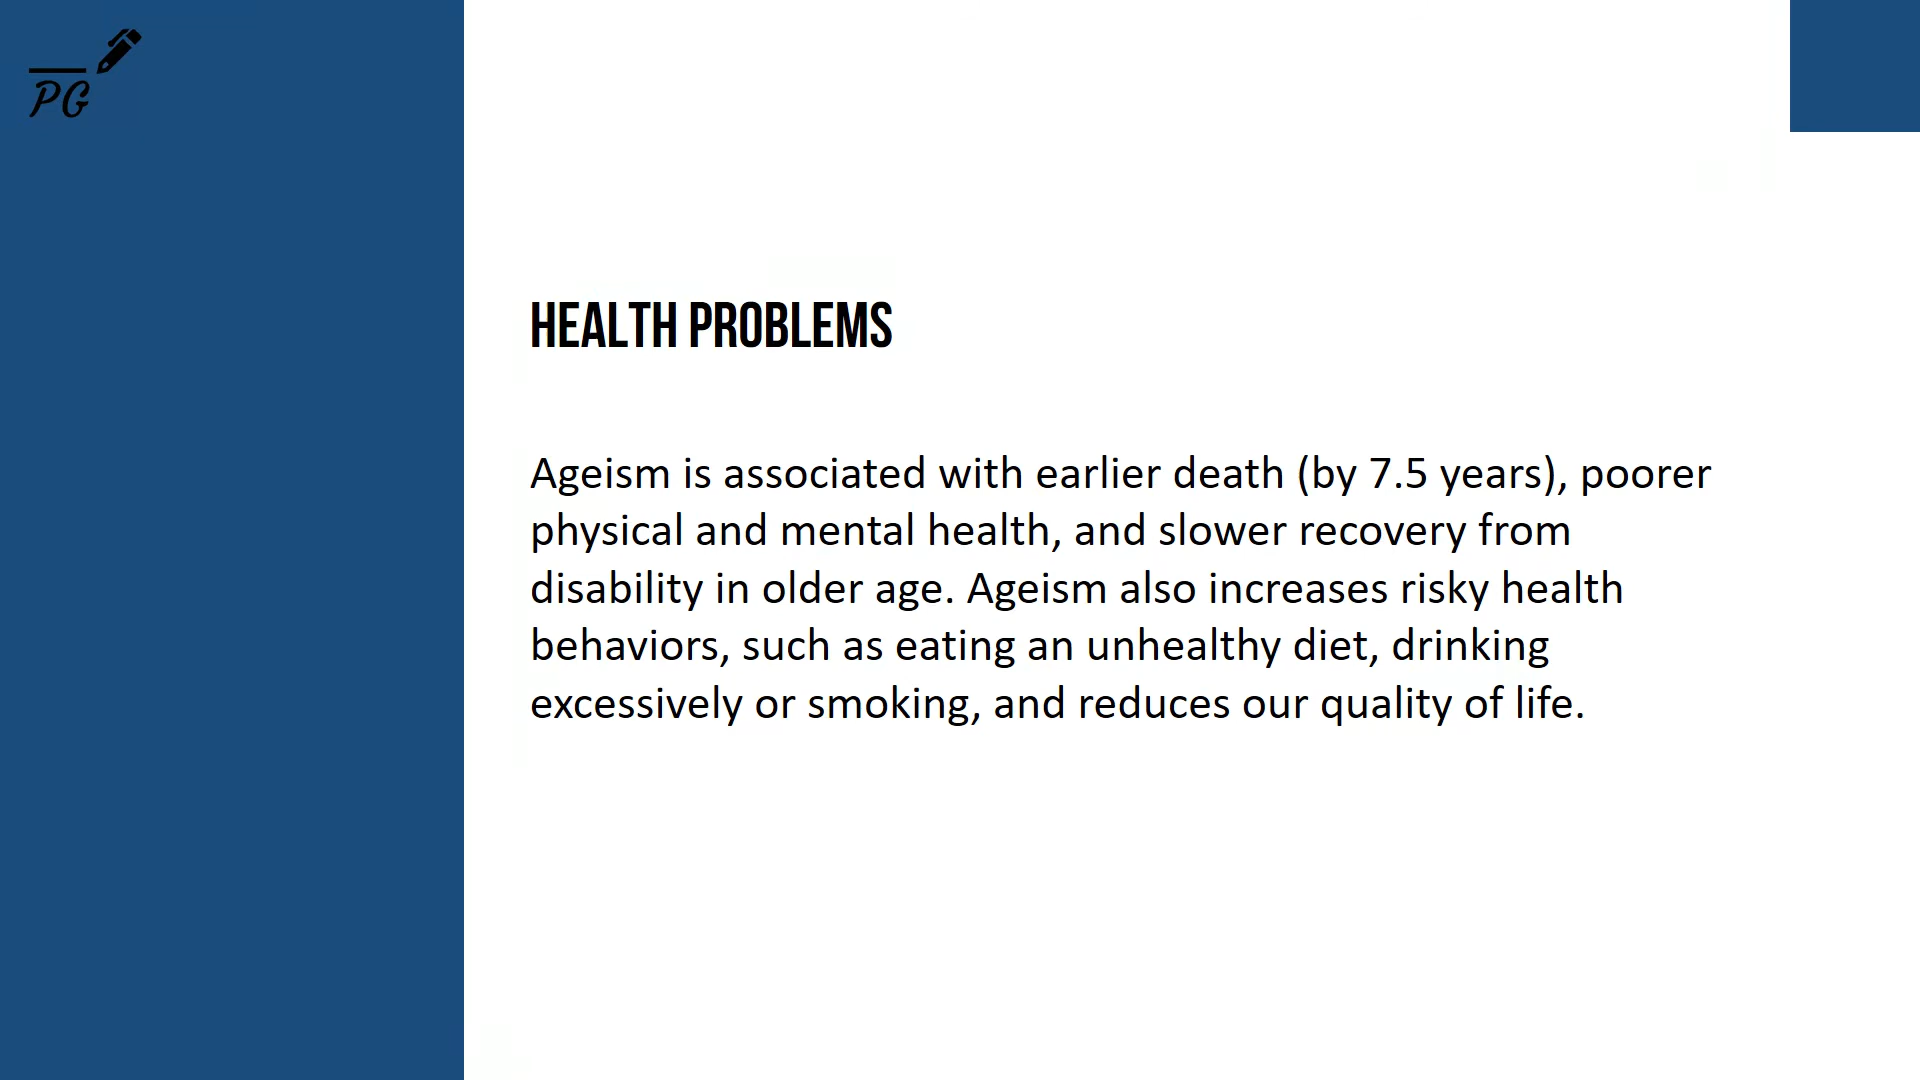 PG
HEALTH PROBLEMS
Ageism is associated with earlier death (by 7.5 years), poorer
physical and mental health, and slower recovery from
disability in older age. Ageism also increases risky health
behaviors, such as eating an unhealthy diet, drinking
excessively or smoking, and reduces our quality of life.